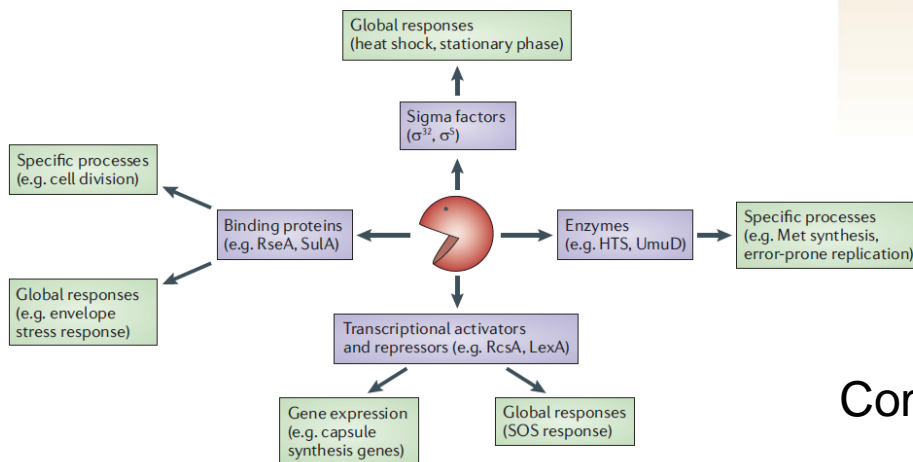 Global responses
(heat shock, stationary phase)
Sigma factors
(σ³², σˢ)
Specific processes
(e.g. cell division)
Binding proteins
(e.g. RseA, SulA)
Enzymes
(e.g. HTS, UmuD)
Specific processes
(e.g. Met synthesis,
error-prone replication)
Global responses
(e.g. envelope
stress response)
Transcriptional activators
and repressors (e.g. RcsA, LexA)
Gene expression
(e.g. capsule
synthesis genes)
Global responses
(SOS response)